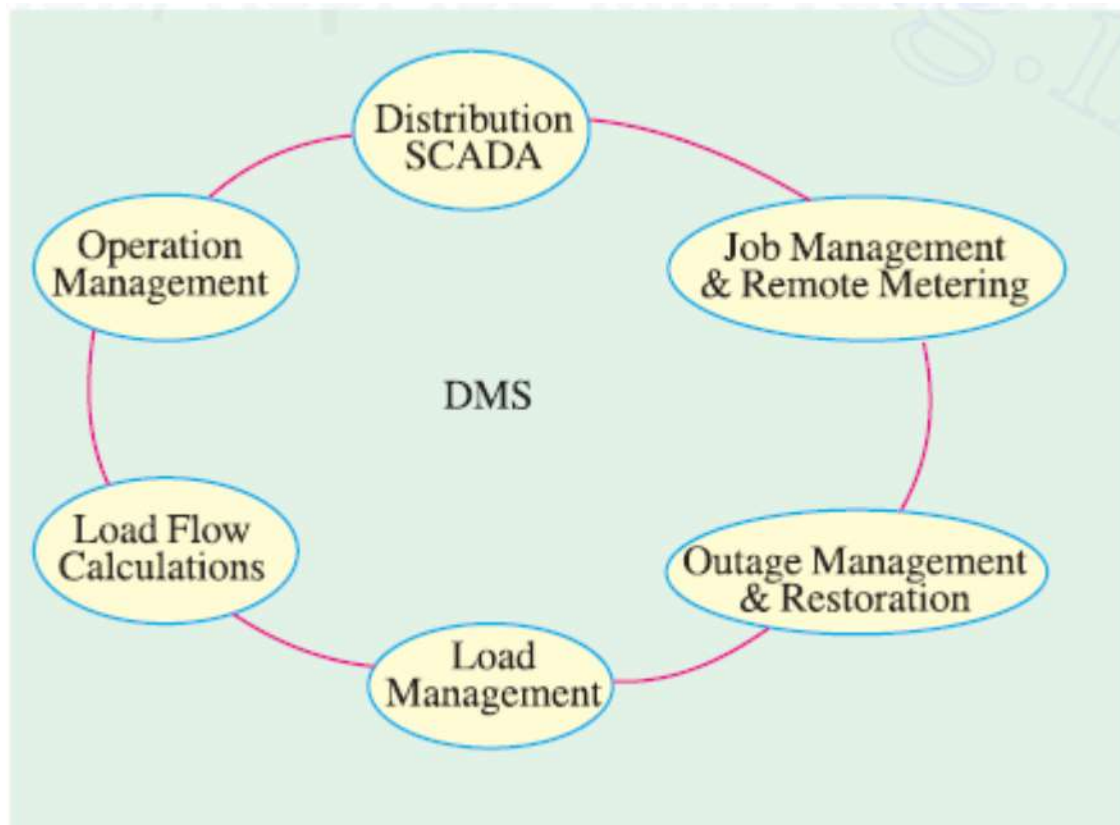 Distribution
SCADA
Operation
Management
Job Management
& Remote Metering
DMS
Load Flow
Calculations
Outage Management
& Restoration
Load
Management